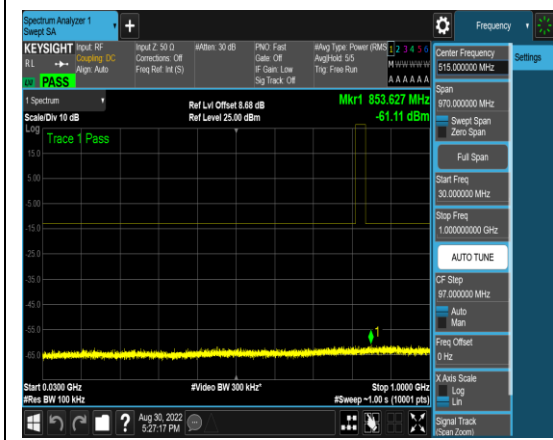 Spectrum Analyzer 1
Swept SA
Frequency
KEYSIGHT
Input: RF
Input Z: 50 Ω
#Atten: 30 dB
PNO: Fast
#Avg Type: Power (RMS
1 2 3 4 5 6
RL
Coupling: DC
Corrections: Off
Gate: Off
Avg|Hold: 5/5
M W W W W W
Align: Auto
Freq Ref: Int (S)
IF Gain: Low
Trig: Free Run
Sig Track: Off
A A A A A A
PASS
1 Spectrum
Ref Lvl Offset 8.68 dB
Mkr1 853.627 MHz
Scale/Div 10 dB
Ref Level 25.00 dBm
-61.11 dBm
Log
Trace 1 Pass
15.0
5.00
-5.00
-15.0
-25.0
-35.0
-45.0
-55.0
1
-65.0
Start 0.0300 GHz
#Video BW 300 kHz*
Stop 1.0000 GHz
#Res BW 100 kHz
#Sweep ~1.00 s (10001 pts)
Aug 30, 2022
5:27:17 PM
Center Frequency
515.000000 MHz
Settings
Span
970.000000 MHz
Swept Span
Zero Span
Full Span
Start Freq
30.000000 MHz
Stop Freq
1.000000000 GHz
AUTO TUNE
CF Step
97.000000 MHz
Auto
Man
Freq Offset
0 Hz
X Axis Scale
Log
Lin
Signal Track
(Span Zoom)